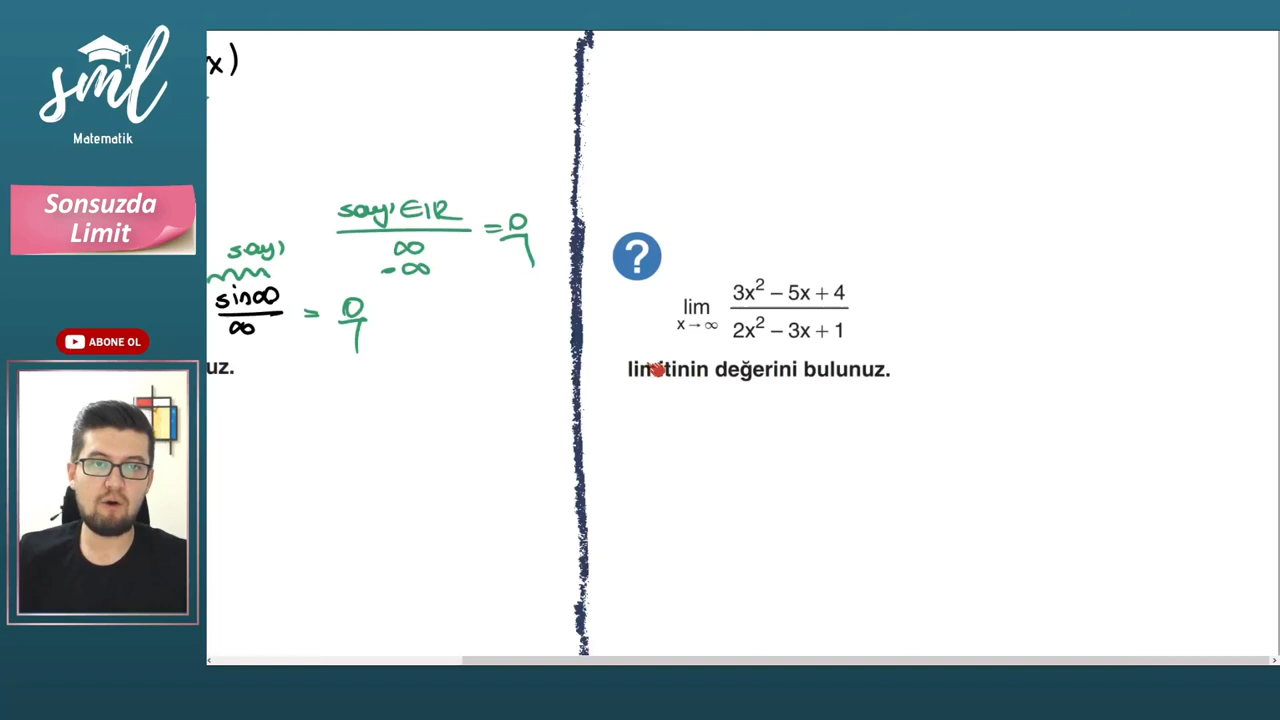 sml
Matematik
Sonsuzda
Limit
ABONE OL
x)
sayı
sin∞
∞
= 0
uz.
sayı ∈ IR
∞
-∞
= 0
?
lim x→∞ 3x² – 5x + 4
2x² – 3x + 1
limitinin değerini bulunuz.